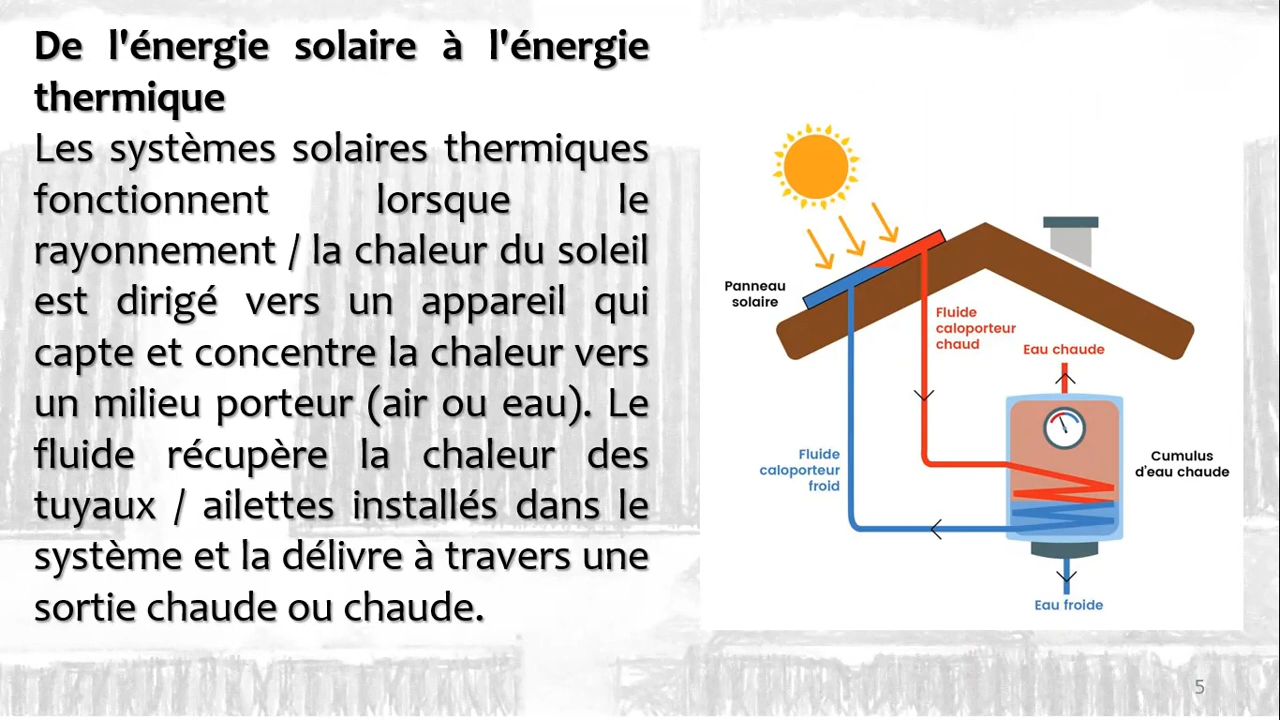 De l'énergie solaire à l'énergie
thermique
Les systèmes solaires thermiques
fonctionnent lorsque le
rayonnement / la chaleur du soleil
est dirigé vers un appareil qui
capte et concentre la chaleur vers
un milieu porteur (air ou eau). Le
fluide récupère la chaleur des
tuyaux / ailettes installés dans le
système et la délivre à travers une
sortie chaude ou chaude.
Panneau
solaire
Fluide
caloporteur
chaud
Eau chaude
Fluide
caloporteur
froid
Cumulus
d'eau chaude
Eau froide
5